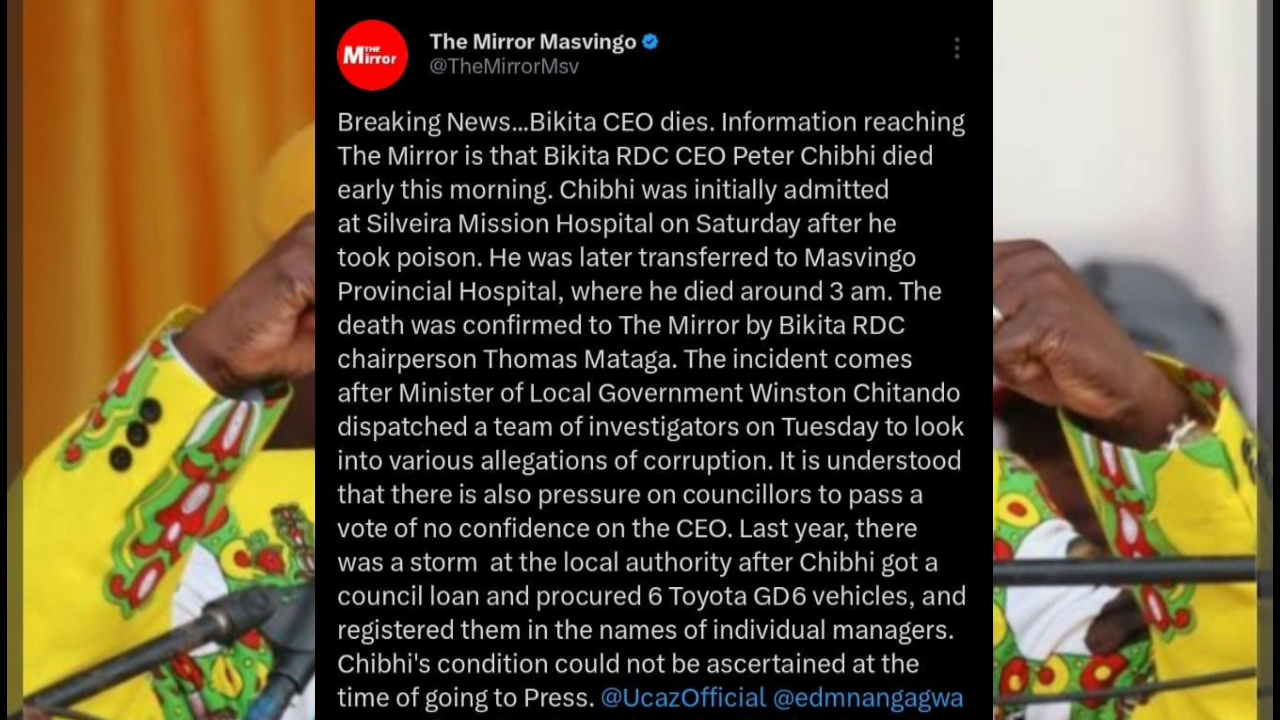 THE
Mirror
The Mirror Masvingo
@TheMirrorMsv
Breaking News...Bikita CEO dies. Information reaching
The Mirror is that Bikita RDC CEO Peter Chibhi died
early this morning. Chibhi was initially admitted
at Silveira Mission Hospital on Saturday after he
took poison. He was later transferred to Masvingo
Provincial Hospital, where he died around 3 am. The
death was confirmed to The Mirror by Bikita RDC
chairperson Thomas Mataga. The incident comes
after Minister of Local Government Winston Chitando
dispatched a team of investigators on Tuesday to look
into various allegations of corruption. It is understood
that there is also pressure on councillors to pass a
vote of no confidence on the CEO. Last year, there
was a storm  at the local authority after Chibhi got a
council loan and procured 6 Toyota GD6 vehicles, and
registered them in the names of individual managers.
Chibhi's condition could not be ascertained at the
time of going to Press. @UcazOfficial @edmnangagwa